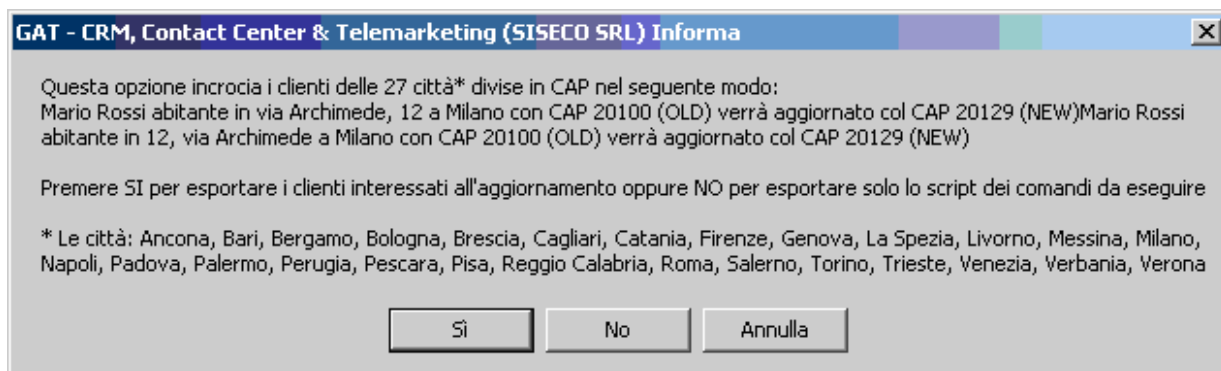 GAT - CRM, Contact Center & Telemarketing (SISECO SRL) Informa
Questa opzione incrocia i clienti delle 27 città* divise in CAP nel seguente modo:
Mario Rossi abitante in via Archimede, 12 a Milano con CAP 20100 (OLD) verrà aggiornato col CAP 20129 (NEW)Mario Rossi
abitante in 12, via Archimede a Milano con CAP 20100 (OLD) verrà aggiornato col CAP 20129 (NEW)
Premere SI per esportare i clienti interessati all'aggiornamento oppure NO per esportare solo lo script dei comandi da eseguire
* Le città: Ancona, Bari, Bergamo, Bologna, Brescia, Cagliari, Catania, Firenze, Genova, La Spezia, Livorno, Messina, Milano,
Napoli, Padova, Palermo, Perugia, Pescara, Pisa, Reggio Calabria, Roma, Salerno, Torino, Trieste, Venezia, Verbania, Verona
Sì No Annulla